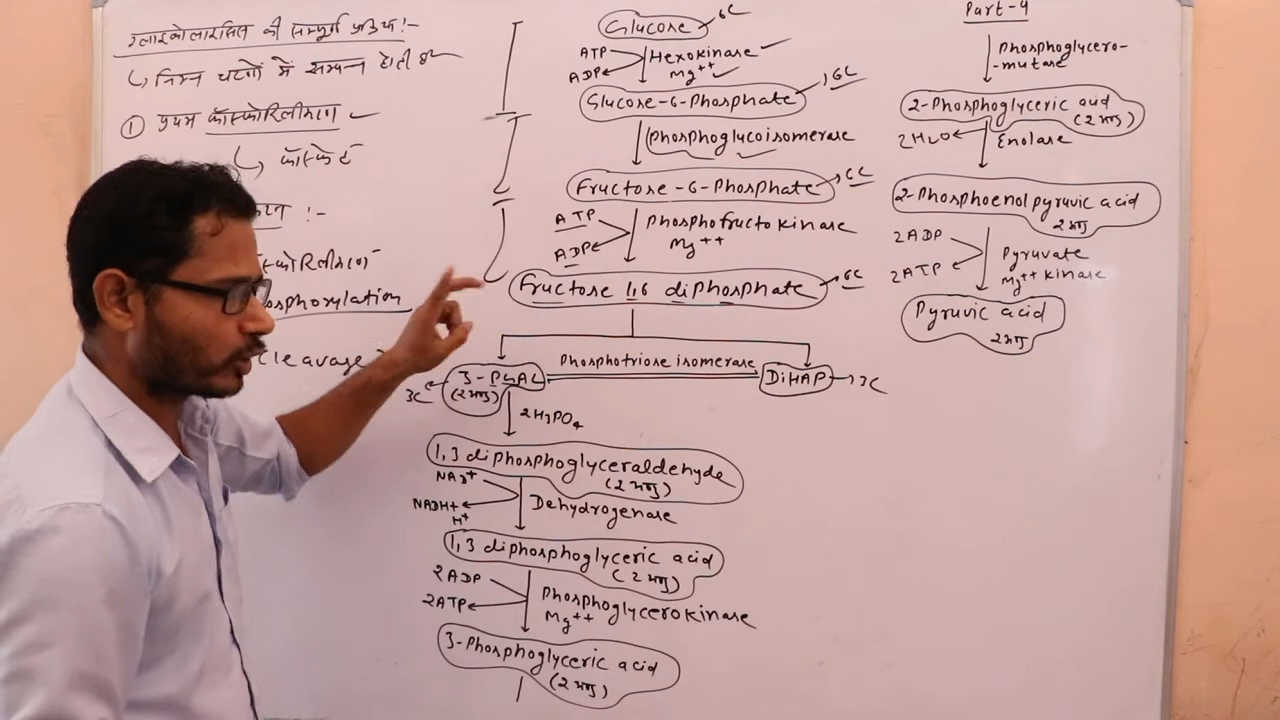 ग्लाइकोलाइसिस की सम्पूर्ण प्रक्रिया :-
↳ निम्न चरणों में सम्पन्न होती है
① प्रथम फॉस्फोरिलीकरण
↳ फॉस्फेट
:-
osphorylation
cleavage
Glucose → 6C
ATP
ADP
Hexokinase
Mg++
Glucose-6-Phosphate → 6C
Phosphoglucoisomerase
Fructose-6-Phosphate → 6C
ATP
ADP
Phosphofructokinase
Mg++
Fructose 1,6 diphosphate → 6C
Phosphotriose isomerase
3C ← 3-PGAL
(2 अणु)
DiHAP → 3C
2H3PO4
1,3 diphosphoglyceraldehyde
(2 अणु)
NAD+
NADH+
H+
Dehydrogenase
1,3 diphosphoglyceric acid
(2 अणु)
2ADP
2ATP
Phosphoglycerokinase
Mg++
3-Phosphoglyceric acid
(2 अणु)
Part-4
Phosphoglycero-
-mutase
2-Phosphoglyceric acid
(2 अणु)
2H2O
Enolase
2-Phosphoenolpyruvic acid
2 अणु
2ADP
2ATP
Pyruvate
Mg++ kinase
Pyruvic acid
2 अणु